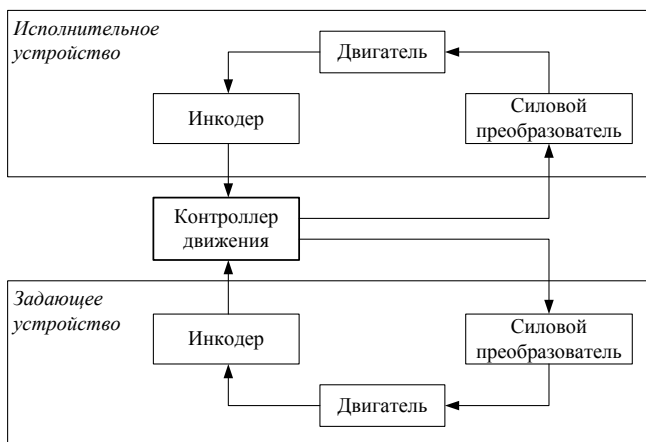 Исполнительное
устройство
Двигатель
Инкодер
Силовой
преобразователь
Контроллер
движения
Задающее
устройство
Инкодер
Силовой
преобразователь
Двигатель